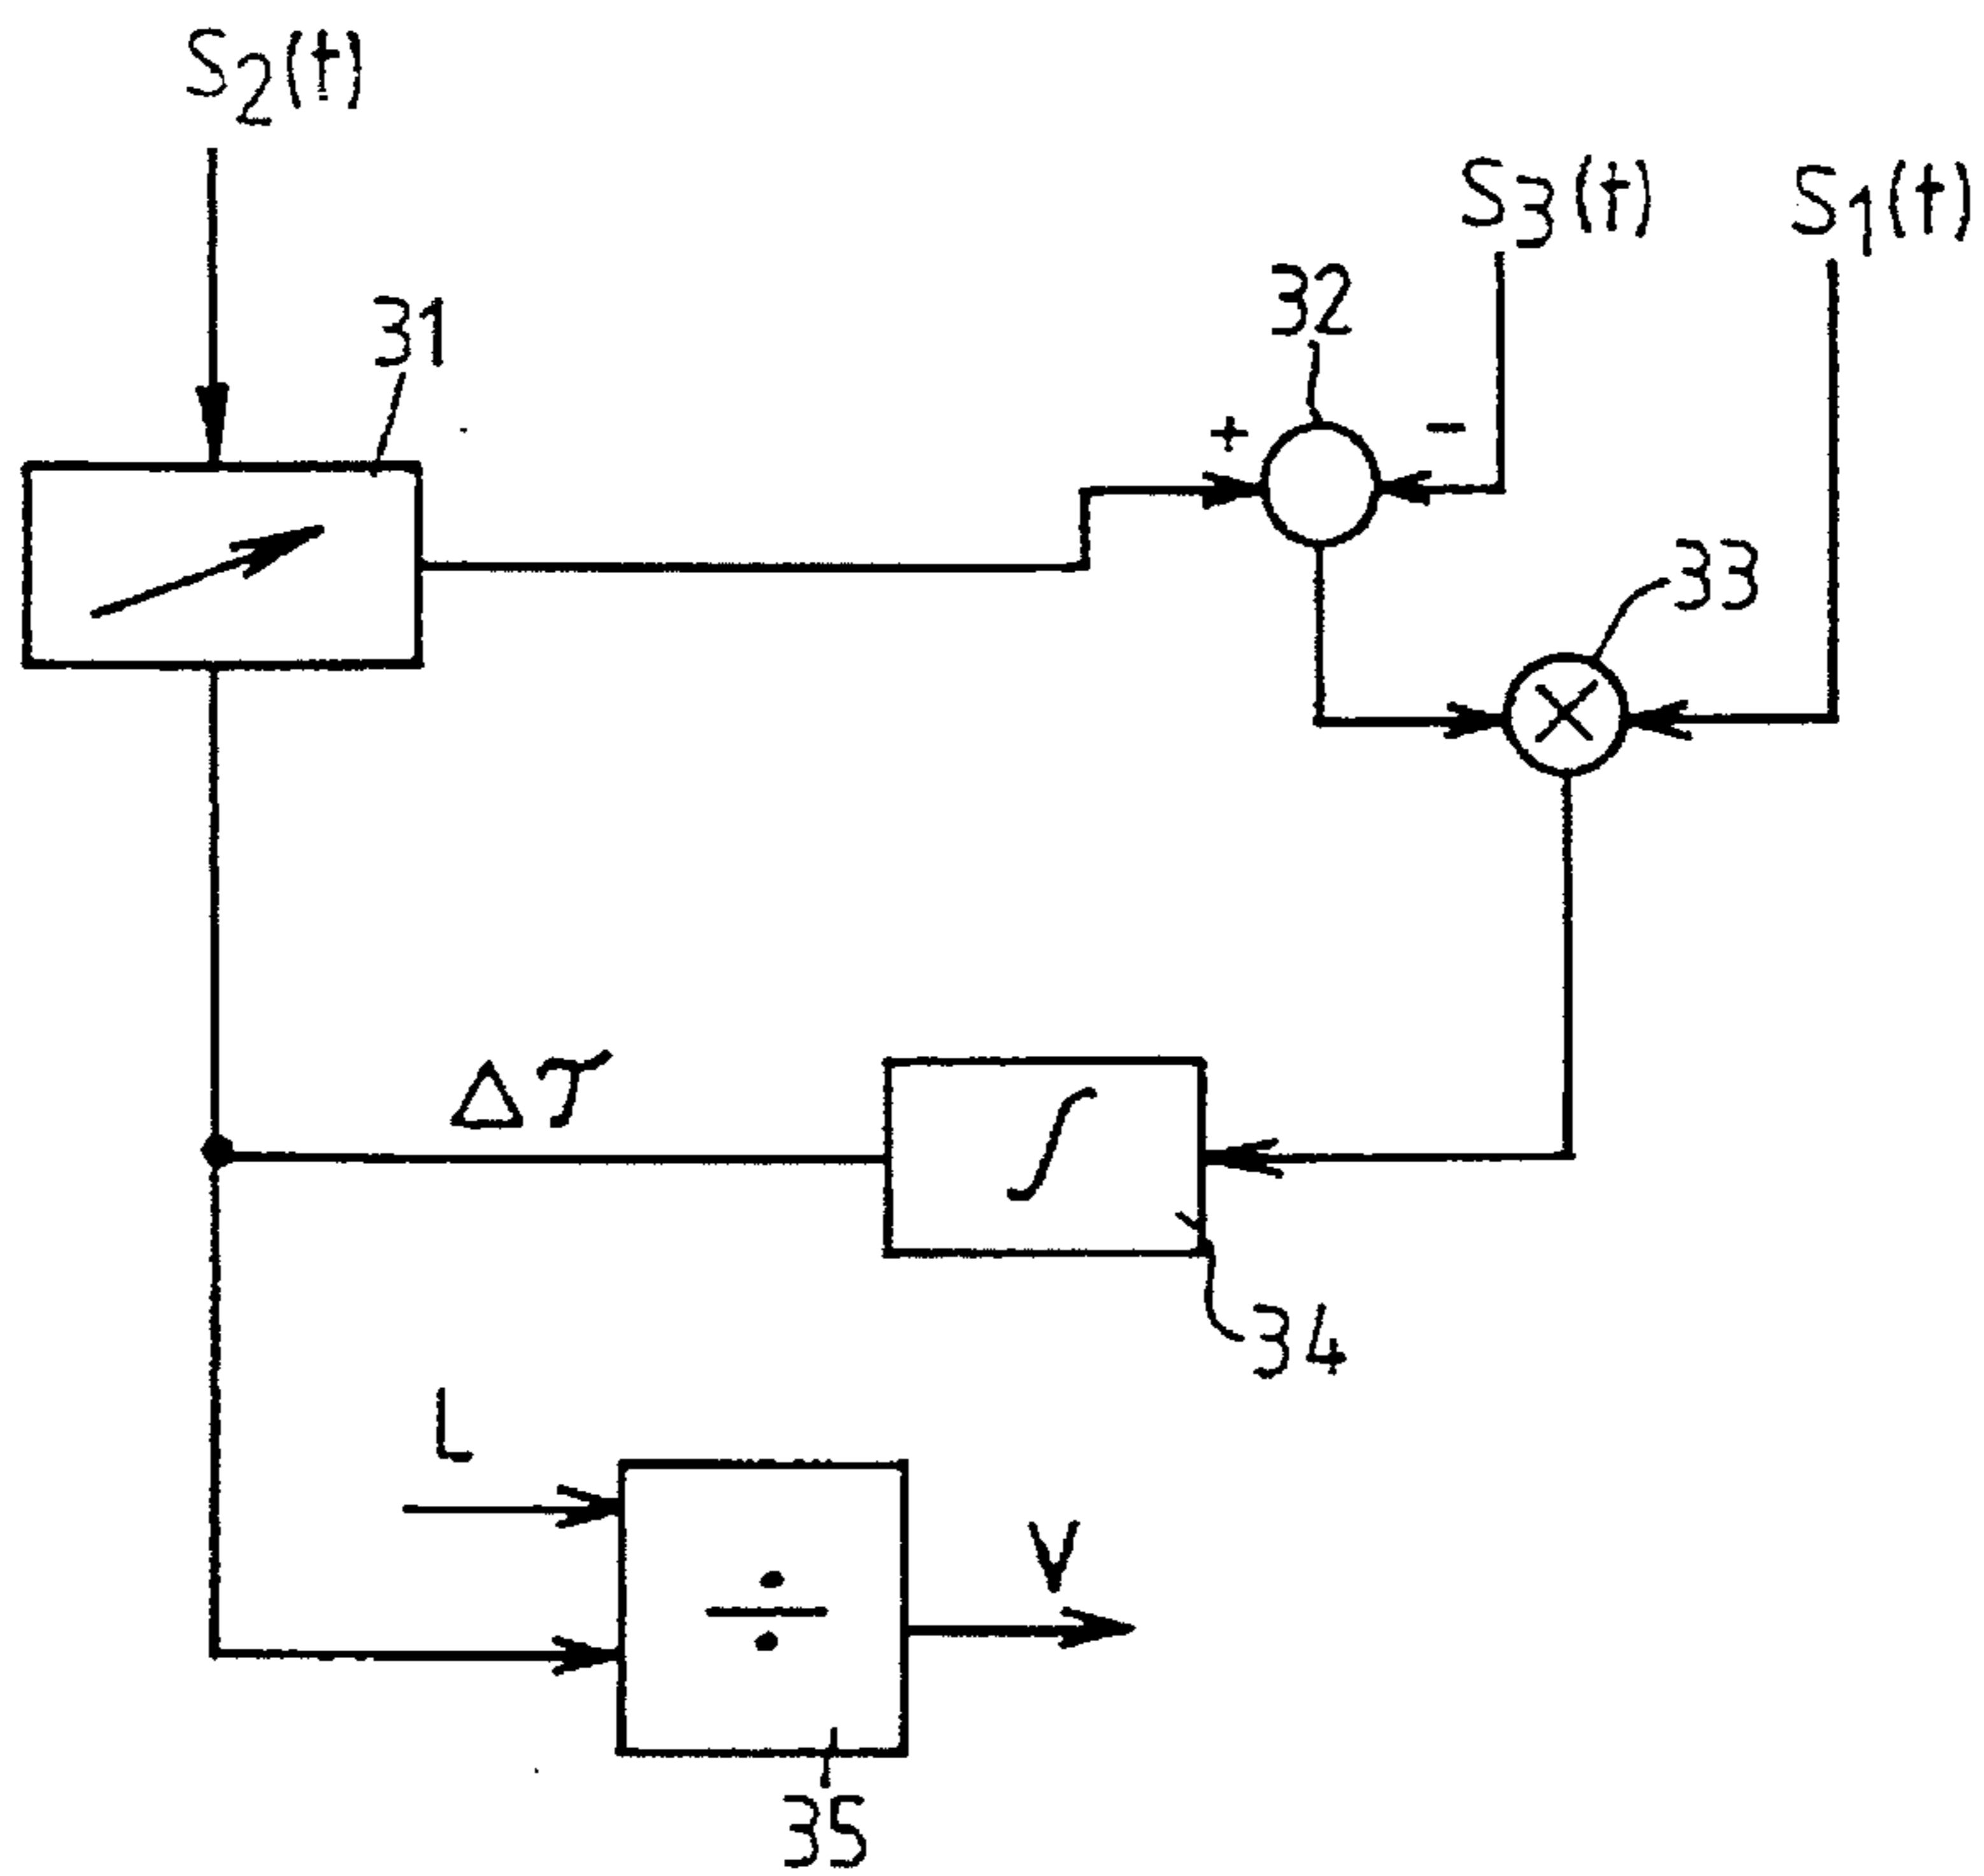 S2(t)
S3(t)
S1(t)
31
32
+
-
33
Δτ
∫
34
L
÷
V
35